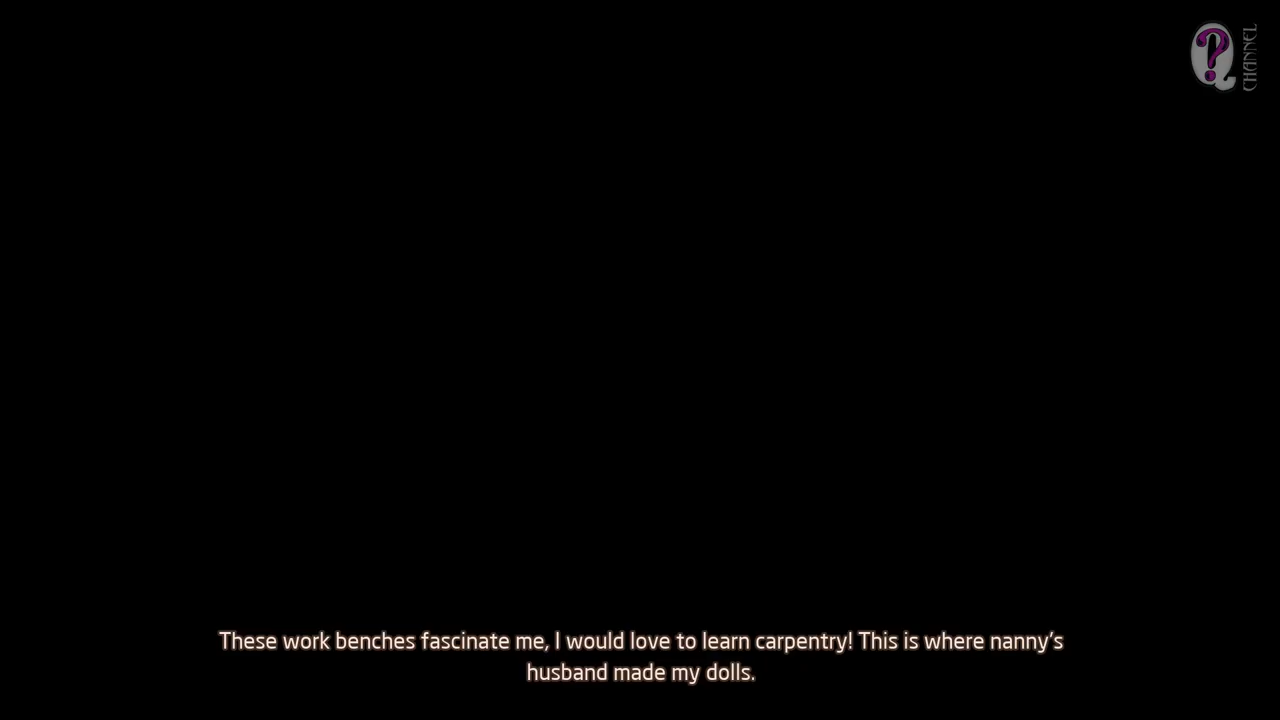 ?
CHANNEL
These work benches fascinate me, I would love to learn carpentry! This is where nanny's
husband made my dolls.